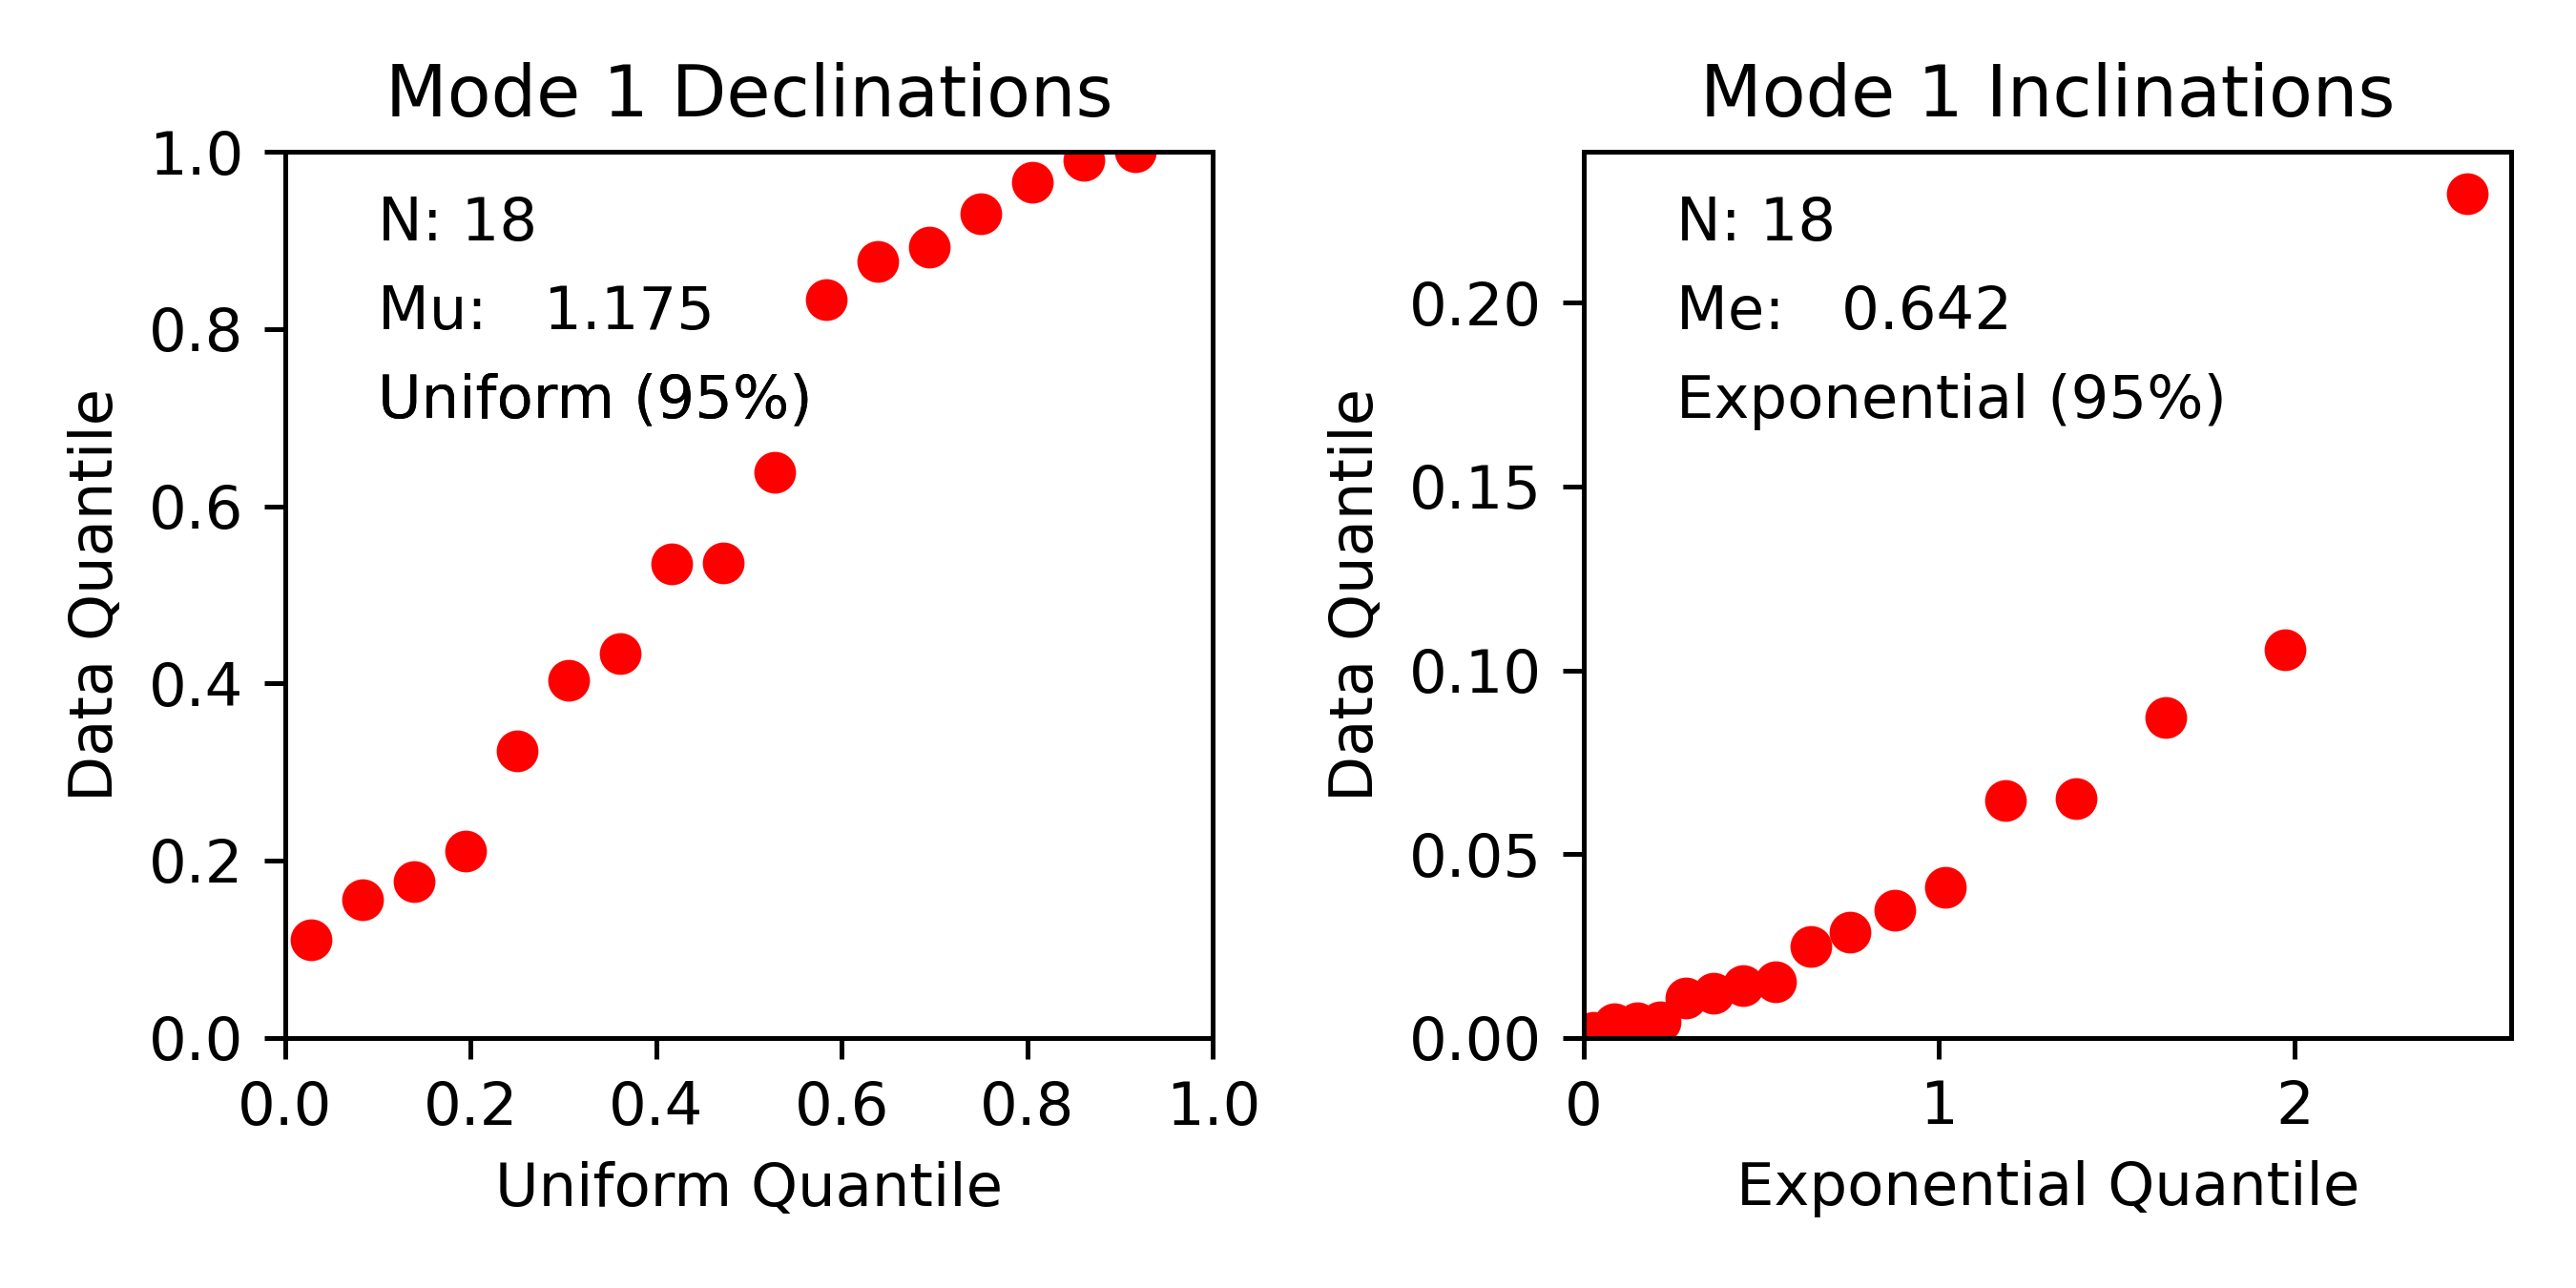 Mode 1 Declinations
1.0
0.8
0.6
0.4
0.2
0.0
Data Quantile
N: 18
Mu: 1.175
Uniform (95%)
0.0 0.2 0.4 0.6 0.8 1.0
Uniform Quantile
Mode 1 Inclinations
0.20
0.15
0.10
0.05
0.00
Data Quantile
N: 18
Me: 0.642
Exponential (95%)
0 1 2
Exponential Quantile